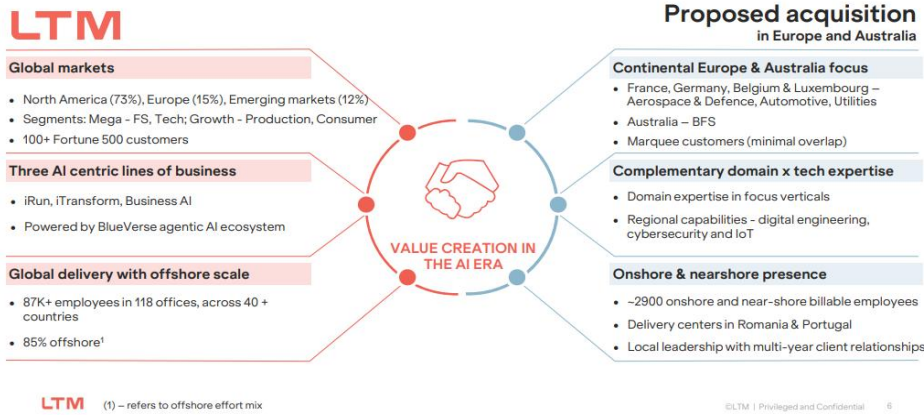 LTM
Proposed acquisition
in Europe and Australia
Global markets
• North America (73%), Europe (15%), Emerging markets (12%)
• Segments: Mega - FS, Tech; Growth - Production, Consumer
• 100+ Fortune 500 customers
Three AI centric lines of business
• iRun, iTransform, Business AI
• Powered by BlueVerse agentic AI ecosystem
Global delivery with offshore scale
• 87K+ employees in 118 offices, across 40 +
countries
• 85% offshore¹
VALUE CREATION IN
THE AI ERA
Continental Europe & Australia focus
• France, Germany, Belgium & Luxembourg –
Aerospace & Defence, Automotive, Utilities
• Australia – BFS
• Marquee customers (minimal overlap)
Complementary domain x tech expertise
• Domain expertise in focus verticals
• Regional capabilities - digital engineering,
cybersecurity and IoT
Onshore & nearshore presence
• ~2900 onshore and near-shore billable employees
• Delivery centers in Romania & Portugal
• Local leadership with multi-year client relationships
LTM
(1) – refers to offshore effort mix
©LTM | Privileged and Confidential 6